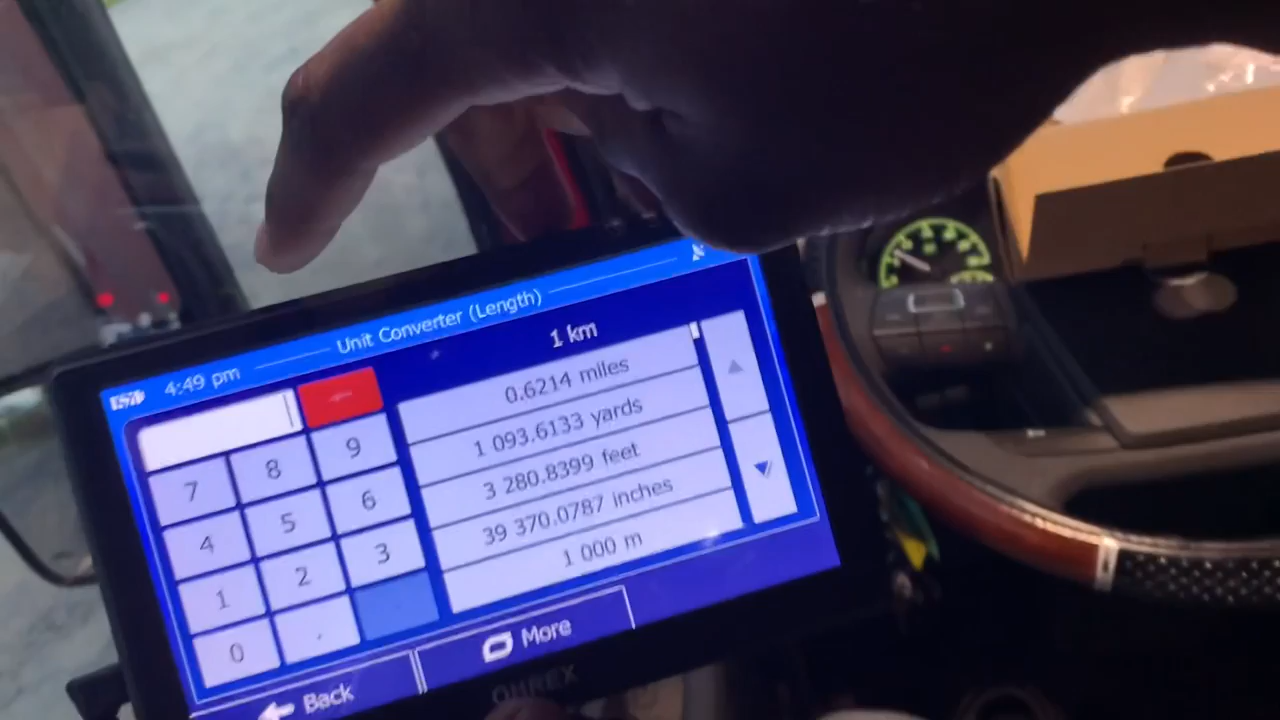 Unit Converter (Length)
4:49 pm
1 km
0.6214 miles
1 093.6133 yards
3 280.8399 feet
39 370.0787 inches
1 000 m
7 8 9
4 5 6
1 2 3
0 .
Back
More